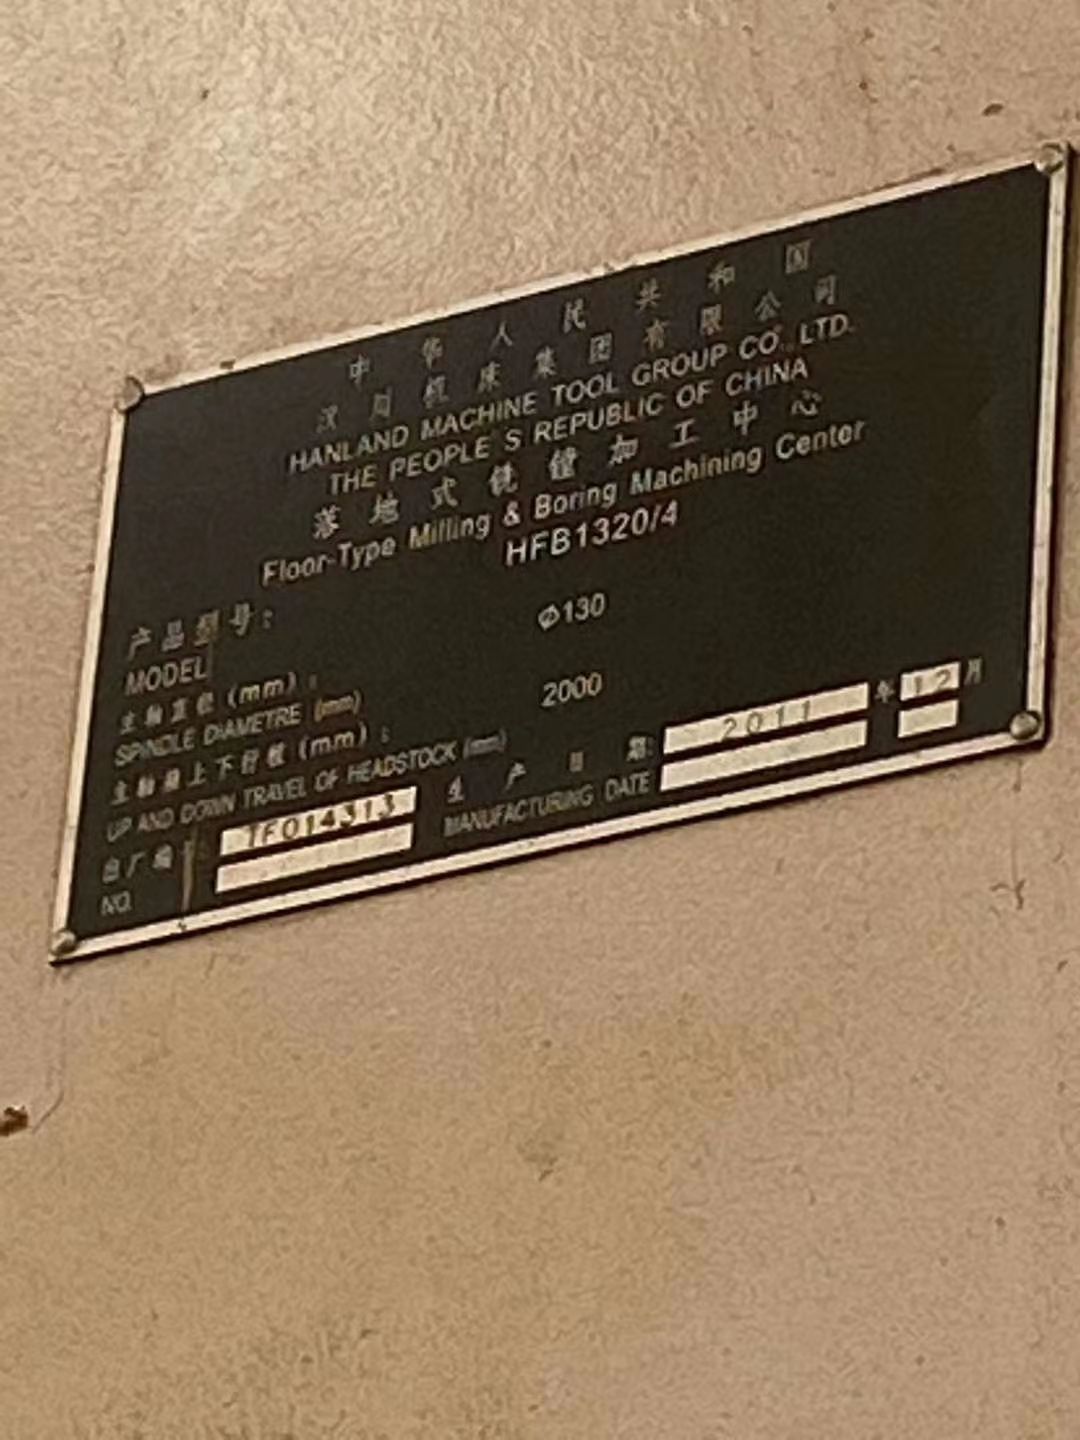 中华人民共和国
汉川机床集团有限公司
HANLAND MACHINE TOOL GROUP CO., LTD.
THE PEOPLE'S REPUBLIC OF CHINA
落地式铣镗加工中心
Floor-Type Milling & Boring Machining Center
HFB1320/4
产品型号:
MODEL
Φ130
主轴直径(mm):
SPINDLE DIAMETRE (mm)
2000
主轴箱上下行程(mm):
UP AND DOWN TRAVEL OF HEADSTOCK (mm)
出厂编
NO.
TF014313
生产日期:
MANUFACTURING DATE
2011 年 12 月